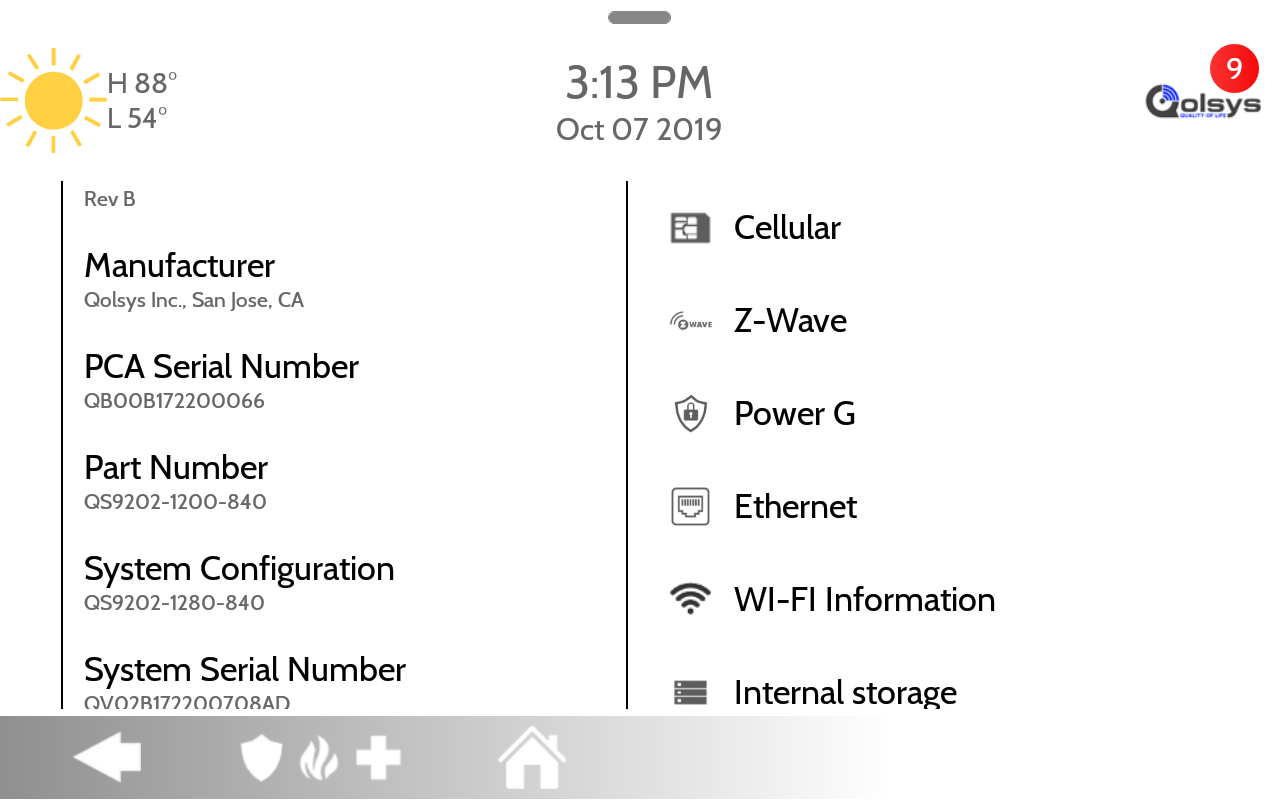 H 88°
L 54°
3:13 PM
Oct 07 2019
9
Qolsys
QUALITY OF LIFE
Rev B
Manufacturer
Qolsys Inc., San Jose, CA
PCA Serial Number
QB00B172200066
Part Number
QS9202-1200-840
System Configuration
QS9202-1280-840
System Serial Number
QV02B172200708AD
Cellular
Z-WAVE
Z-Wave
Power G
Ethernet
WI-FI Information
Internal storage